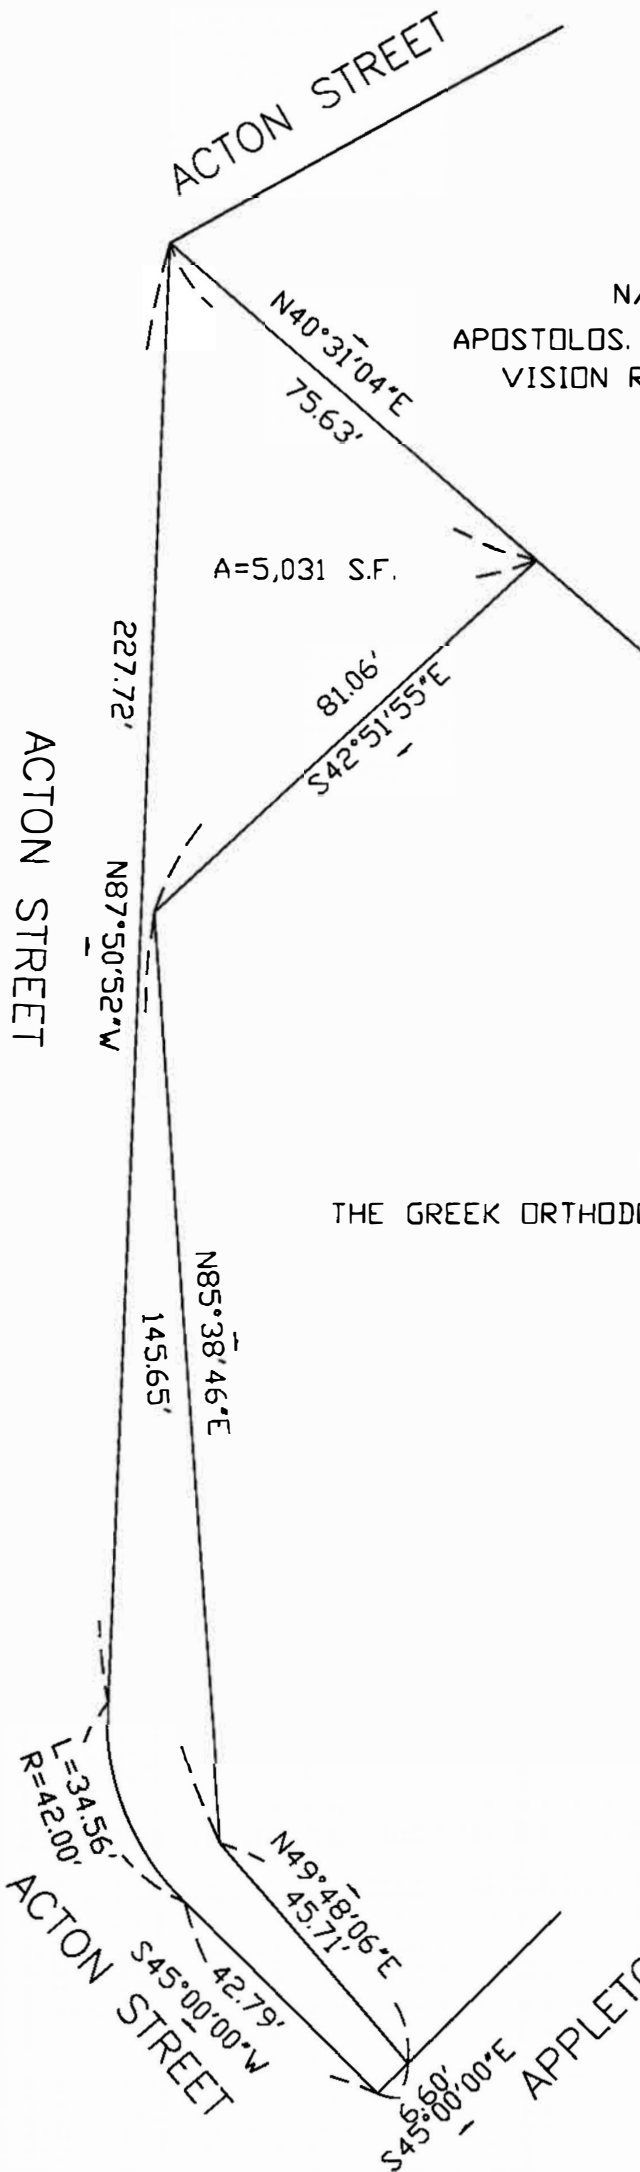 ACTON STREET
N/
APOSTOLOS.
VISION R
N40°31'04"E
75.63'
A=5,031 S.F.
227.72'
81.06'
S42°51'55"E
ACTON STREET
N87°50'52"W
THE GREEK ORTHODO
N85°38'46"E
145.65'
L=34.56'
R=42.00'
N49°48'06"E
45.71'
ACTON STREET
42.79'
S45°00'00"W
6.60'
S45°00'00"E
APPLETO